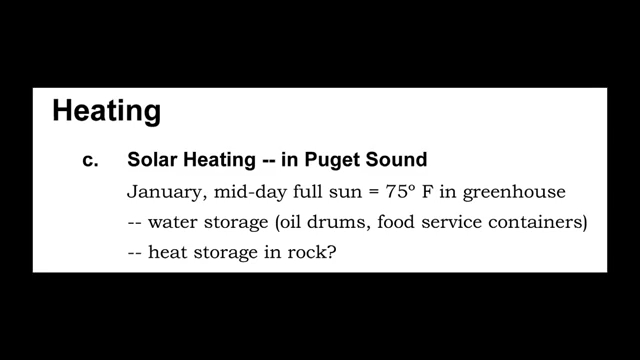 Heating
c. Solar Heating -- in Puget Sound
January, mid-day full sun = 75º F in greenhouse
-- water storage (oil drums, food service containers)
-- heat storage in rock?